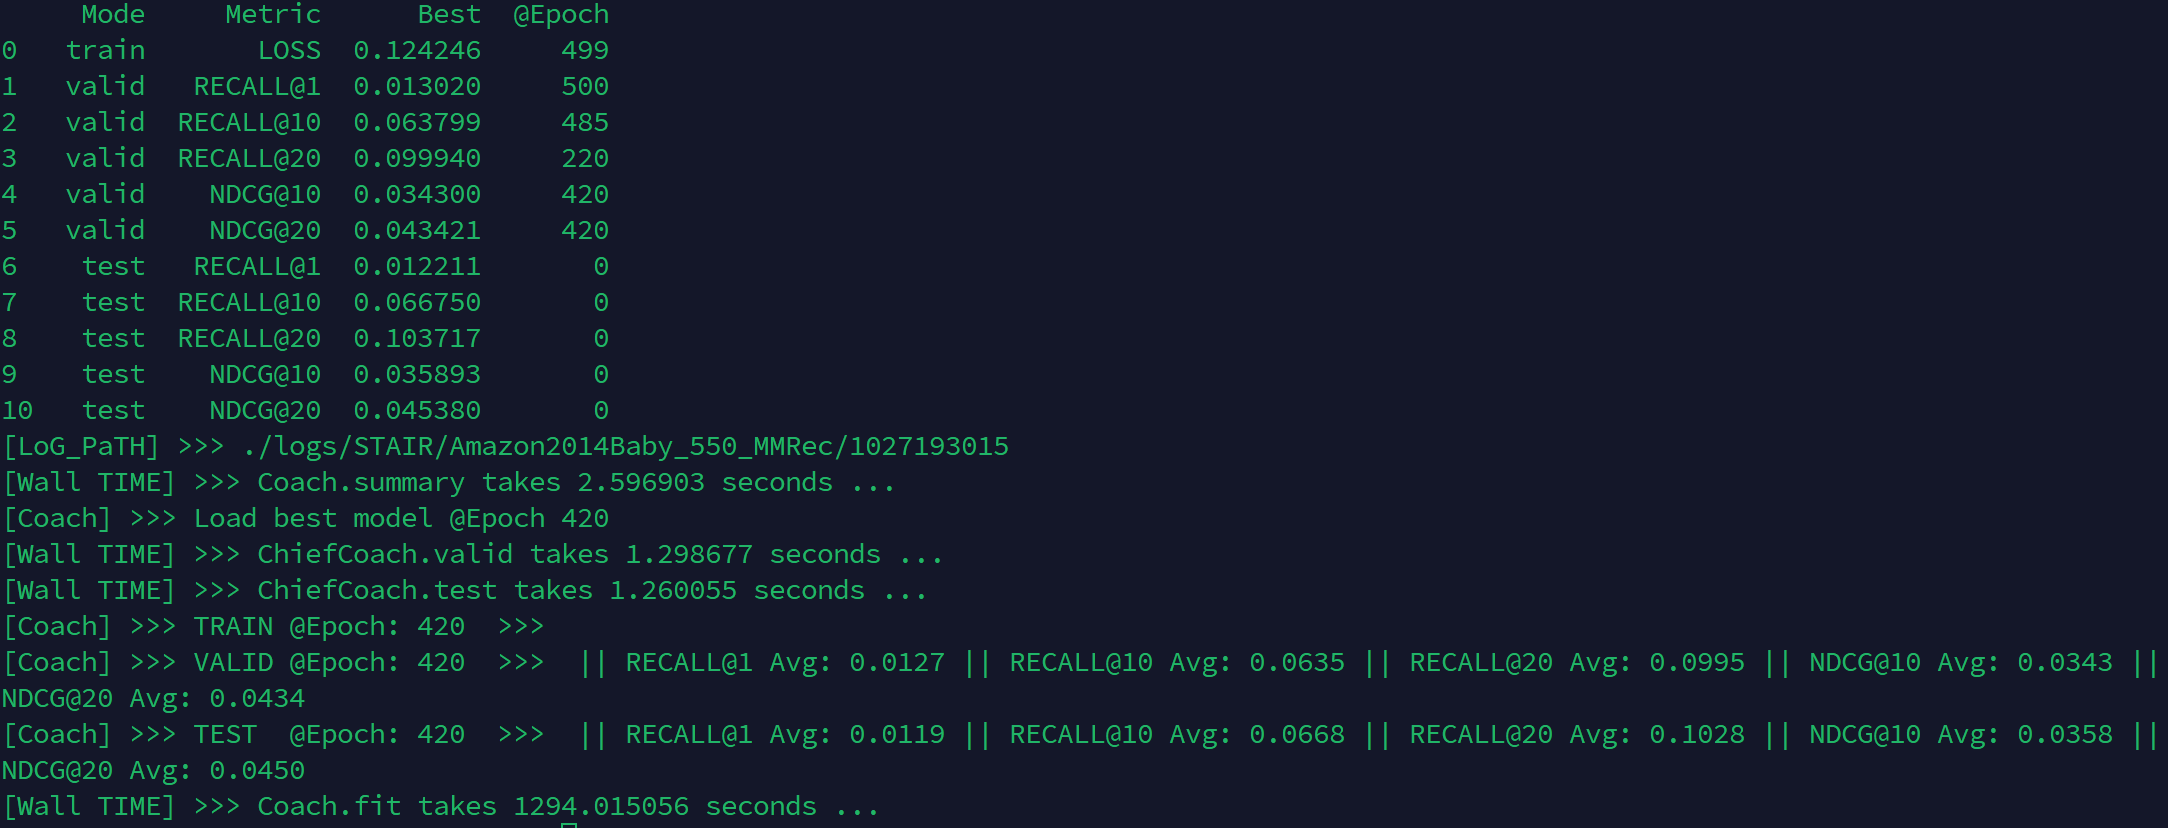 Mode Metric Best @Epoch
0 train LOSS 0.124246 499
1 valid RECALL@1 0.013020 500
2 valid RECALL@10 0.063799 485
3 valid RECALL@20 0.099940 220
4 valid NDCG@10 0.034300 420
5 valid NDCG@20 0.043421 420
6 test RECALL@1 0.012211 0
7 test RECALL@10 0.066750 0
8 test RECALL@20 0.103717 0
9 test NDCG@10 0.035893 0
10 test NDCG@20 0.045380 0
[LoG_PaTH] >>> ./logs/STAIR/Amazon2014Baby_550_MMRec/1027193015
[Wall TIME] >>> Coach.summary takes 2.596903 seconds ...
[Coach] >>> Load best model @Epoch 420
[Wall TIME] >>> ChiefCoach.valid takes 1.298677 seconds ...
[Wall TIME] >>> ChiefCoach.test takes 1.260055 seconds ...
[Coach] >>> TRAIN @Epoch: 420 >>>
[Coach] >>> VALID @Epoch: 420 >>> || RECALL@1 Avg: 0.0127 || RECALL@10 Avg: 0.0635 || RECALL@20 Avg: 0.0995 || NDCG@10 Avg: 0.0343 ||
NDCG@20 Avg: 0.0434
[Coach] >>> TEST @Epoch: 420 >>> || RECALL@1 Avg: 0.0119 || RECALL@10 Avg: 0.0668 || RECALL@20 Avg: 0.1028 || NDCG@10 Avg: 0.0358 ||
NDCG@20 Avg: 0.0450
[Wall TIME] >>> Coach.fit takes 1294.015056 seconds ...